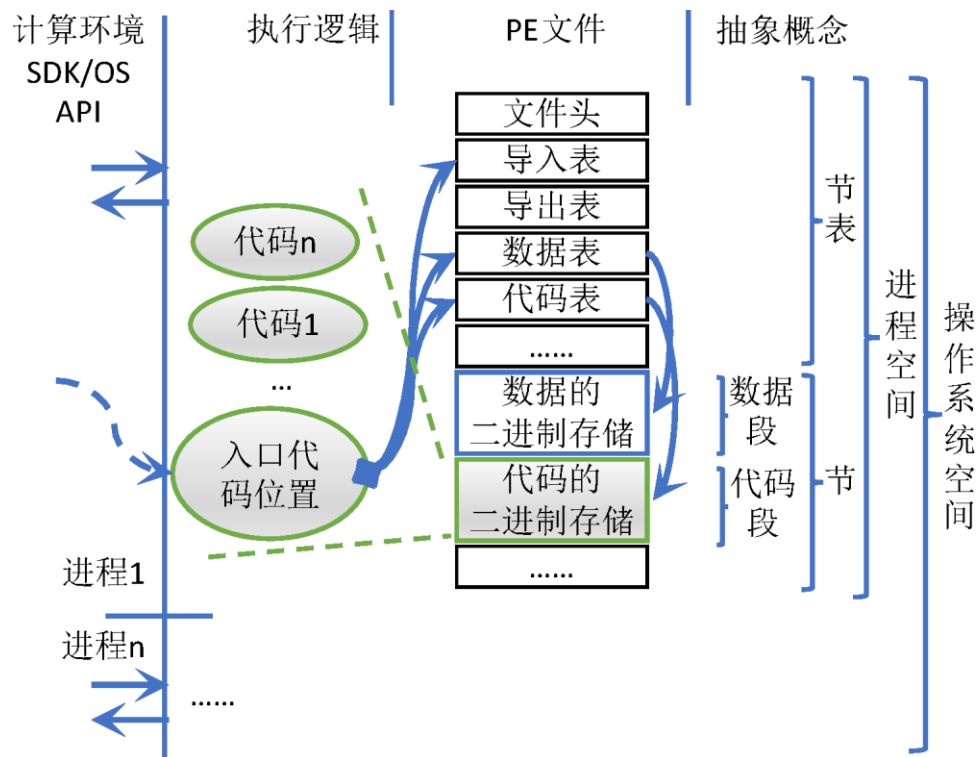 计算环境
SDK/OS
API
执行逻辑
PE文件
抽象概念
文件头
导入表
导出表
数据表
代码表
……
数据的
二进制存储
代码的
二进制存储
……
代码n
代码1
...
入口代
码位置
进程1
进程n
……
数据
段
代码
段
节表
节
进程空间
操作系统空间